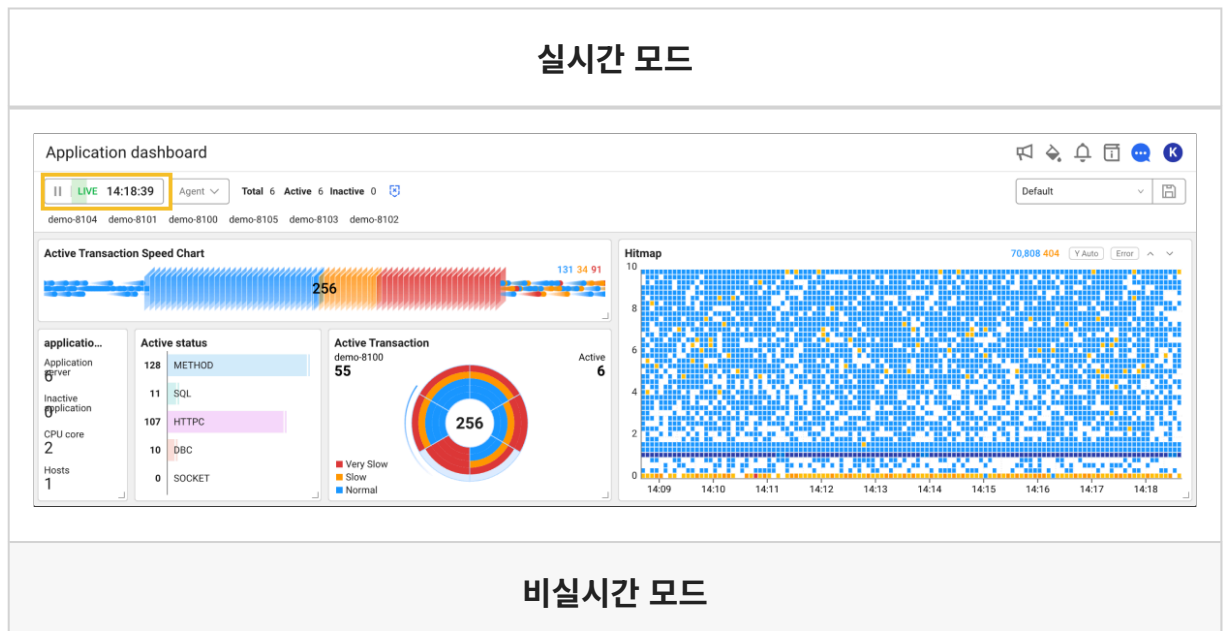 실시간 모드
Application dashboard
K
LIVE 14:18:39 Agent Total 6 Active 6 Inactive 0 Default
demo-8104 demo-8101 demo-8100 demo-8105 demo-8103 demo-8102
Active Transaction Speed Chart
131 34 91
256
Hitmap
70,808 404 Y Auto Error
10
8
6
4
2
0
14:09 14:10 14:11 14:12 14:13 14:14 14:15 14:16 14:17 14:18
applicatio...
Application
server
6
Inactive
application
0
CPU core
2
Hosts
1
Active status
128 METHOD
11 SQL
107 HTTPC
10 DBC
0 SOCKET
Active Transaction
demo-8100 Active
55 6
256
Very Slow
Slow
Normal
비실시간 모드